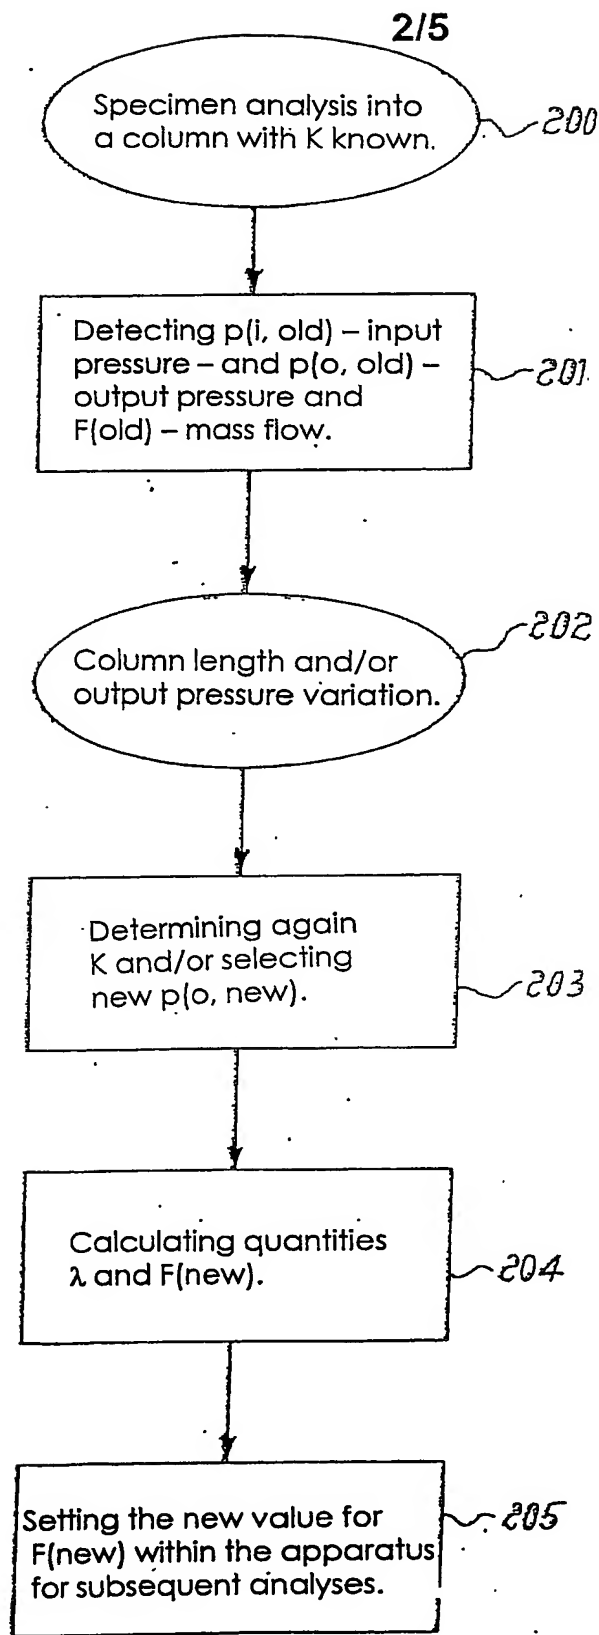 2/5
Specimen analysis into
a column with K known.
200
Detecting p(i, old) – input
pressure – and p(o, old) –
output pressure and
F(old) – mass flow.
201
Column length and/or
output pressure variation.
202
Determining again
K and/or selecting
new p(o, new).
203
Calculating quantities
λ and F(new).
204
Setting the new value for
F(new) within the apparatus
for subsequent analyses.
205